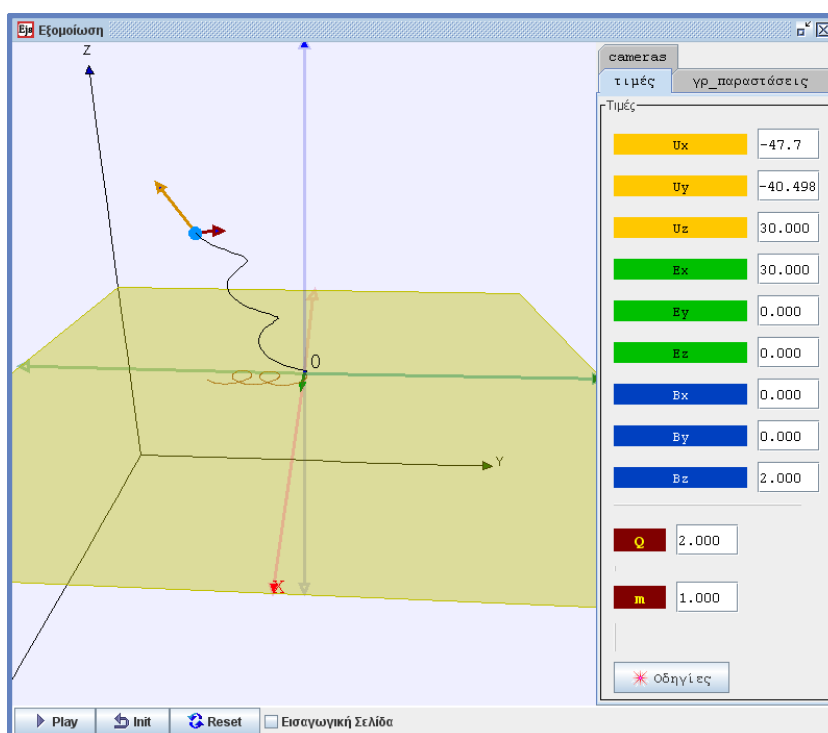 Ejs Εξομοίωση
Z
O
Y
X
cameras
τιμές γρ_παραστάσεις
Τιμές
Ux -47.7
Uy -40.498
Uz 30.000
Ex 30.000
Ey 0.000
Ez 0.000
Bx 0.000
By 0.000
Bz 2.000
Q 2.000
m 1.000
Οδηγίες
Play Init Reset Εισαγωγική Σελίδα